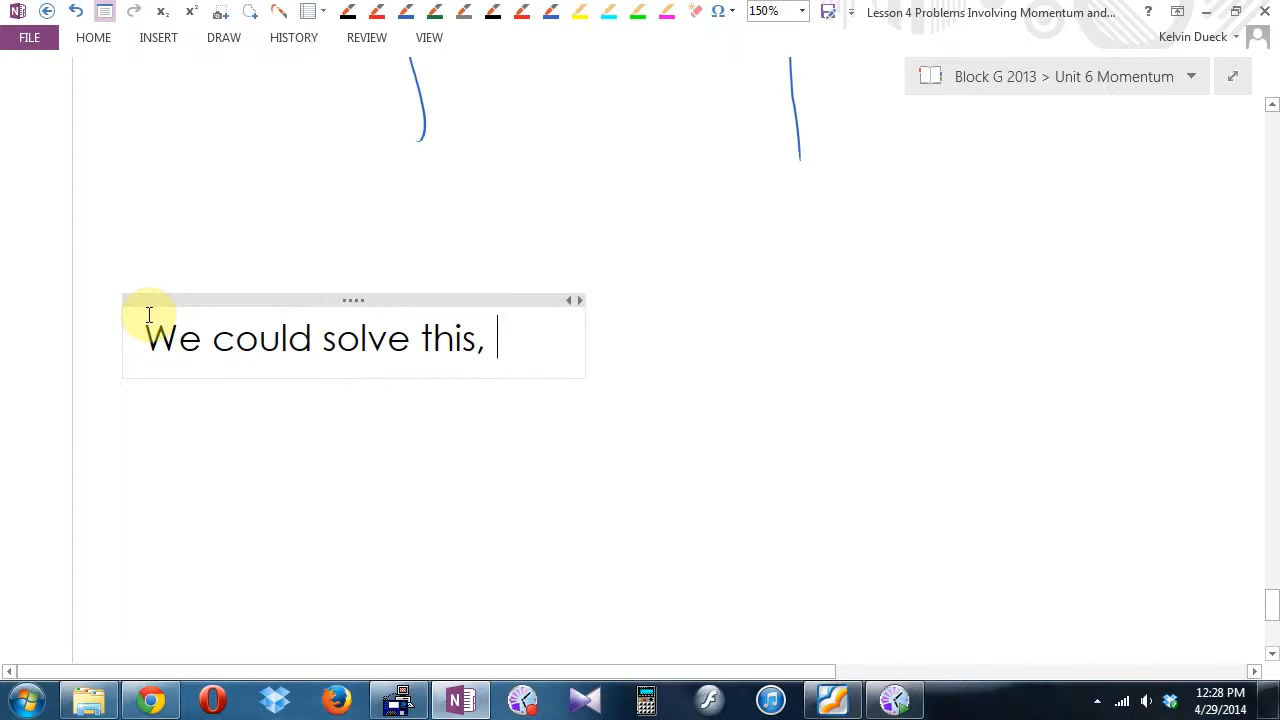 150%
Lesson 4 Problems Involving Momentum and...
?
Kelvin Dueck
FILE HOME INSERT DRAW HISTORY REVIEW VIEW
Block G 2013 > Unit 6 Momentum
We could solve this,
12:28 PM
4/29/2014